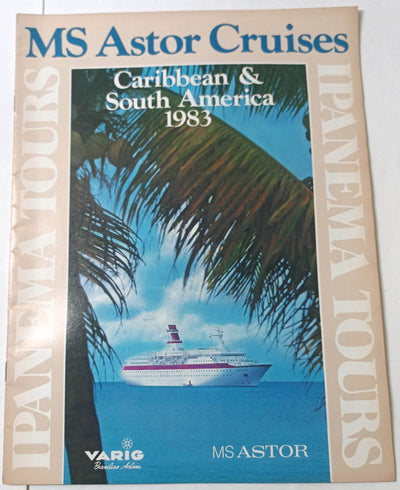 MS Astor Cruises
Caribbean &
South America
1983
IPANEMA TOURS
IPANEMA TOURS
VARIG
Brazilian Airlines
MS ASTOR